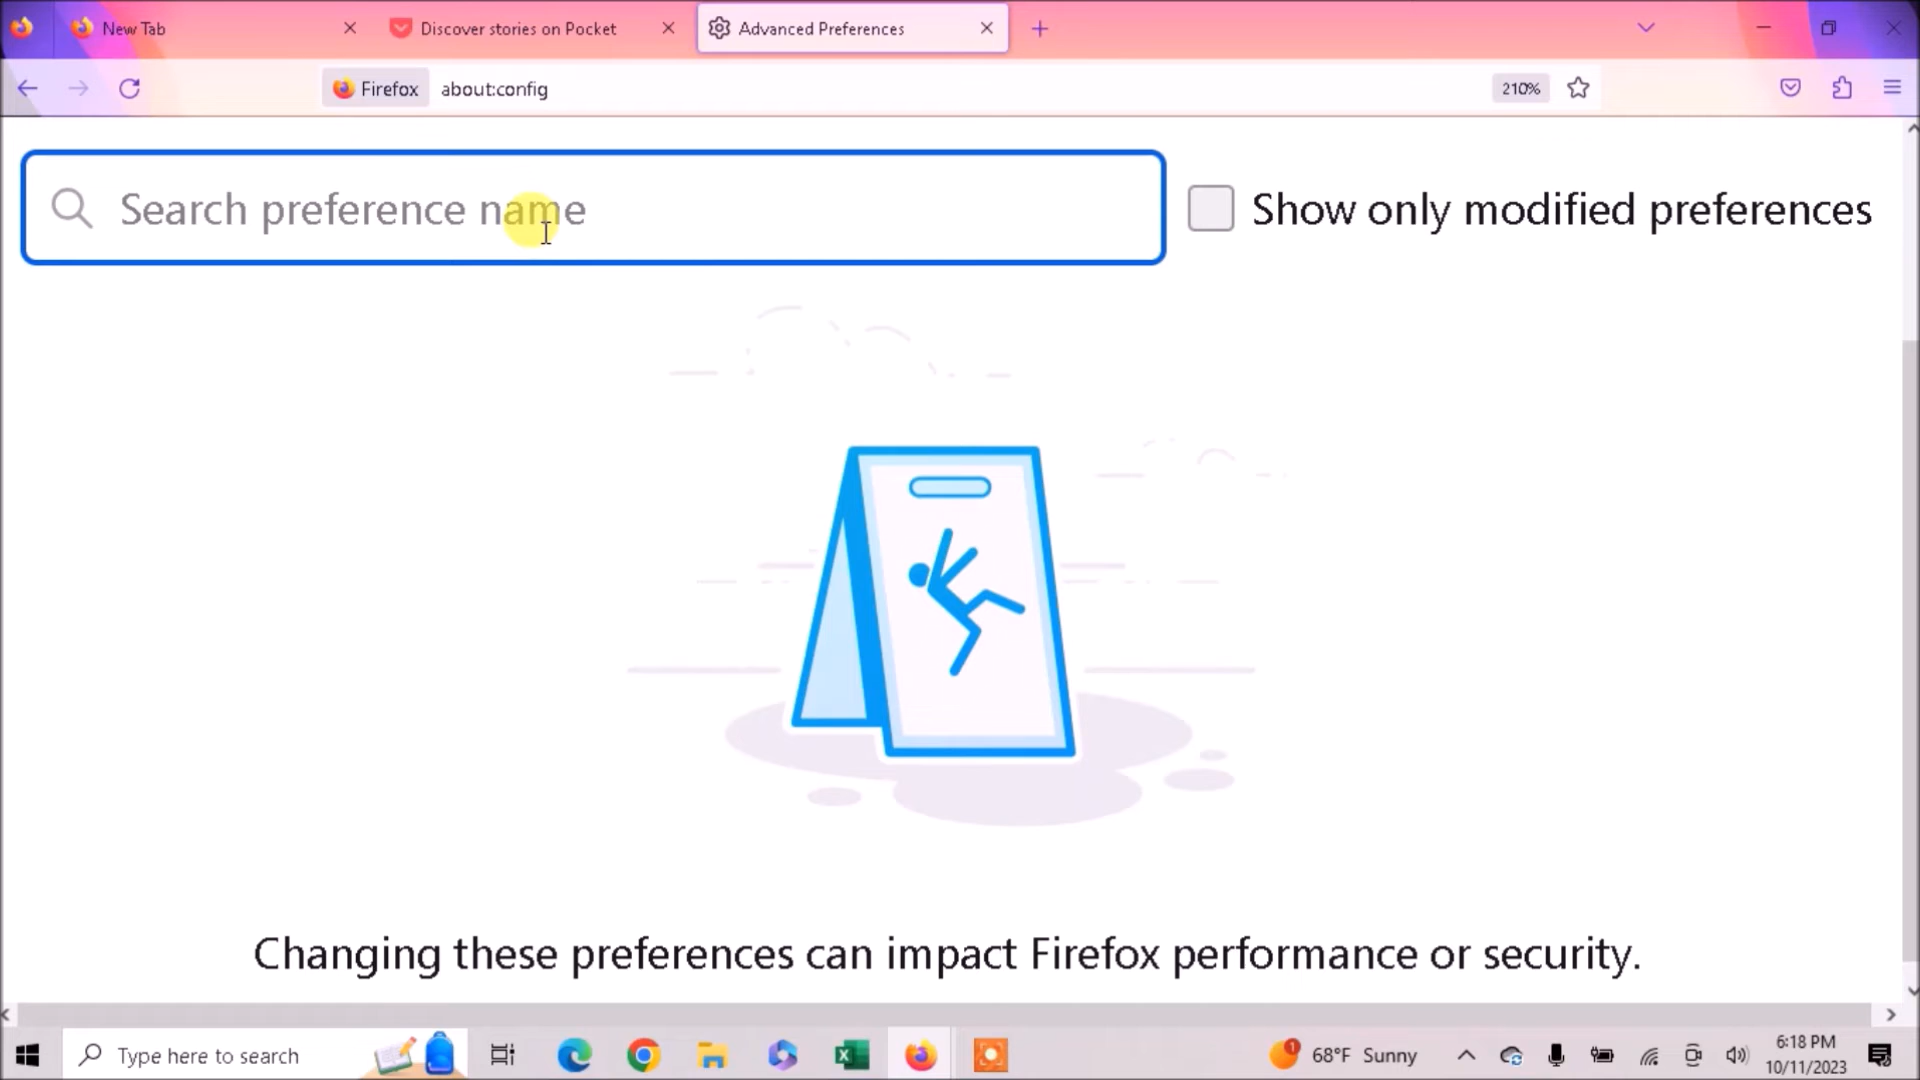 New Tab
Discover stories on Pocket
Advanced Preferences
Firefox
about:config
210%
Search preference name
Show only modified preferences
Changing these preferences can impact Firefox performance or security.
Type here to search
1
68°F Sunny
6:18 PM
10/11/2023